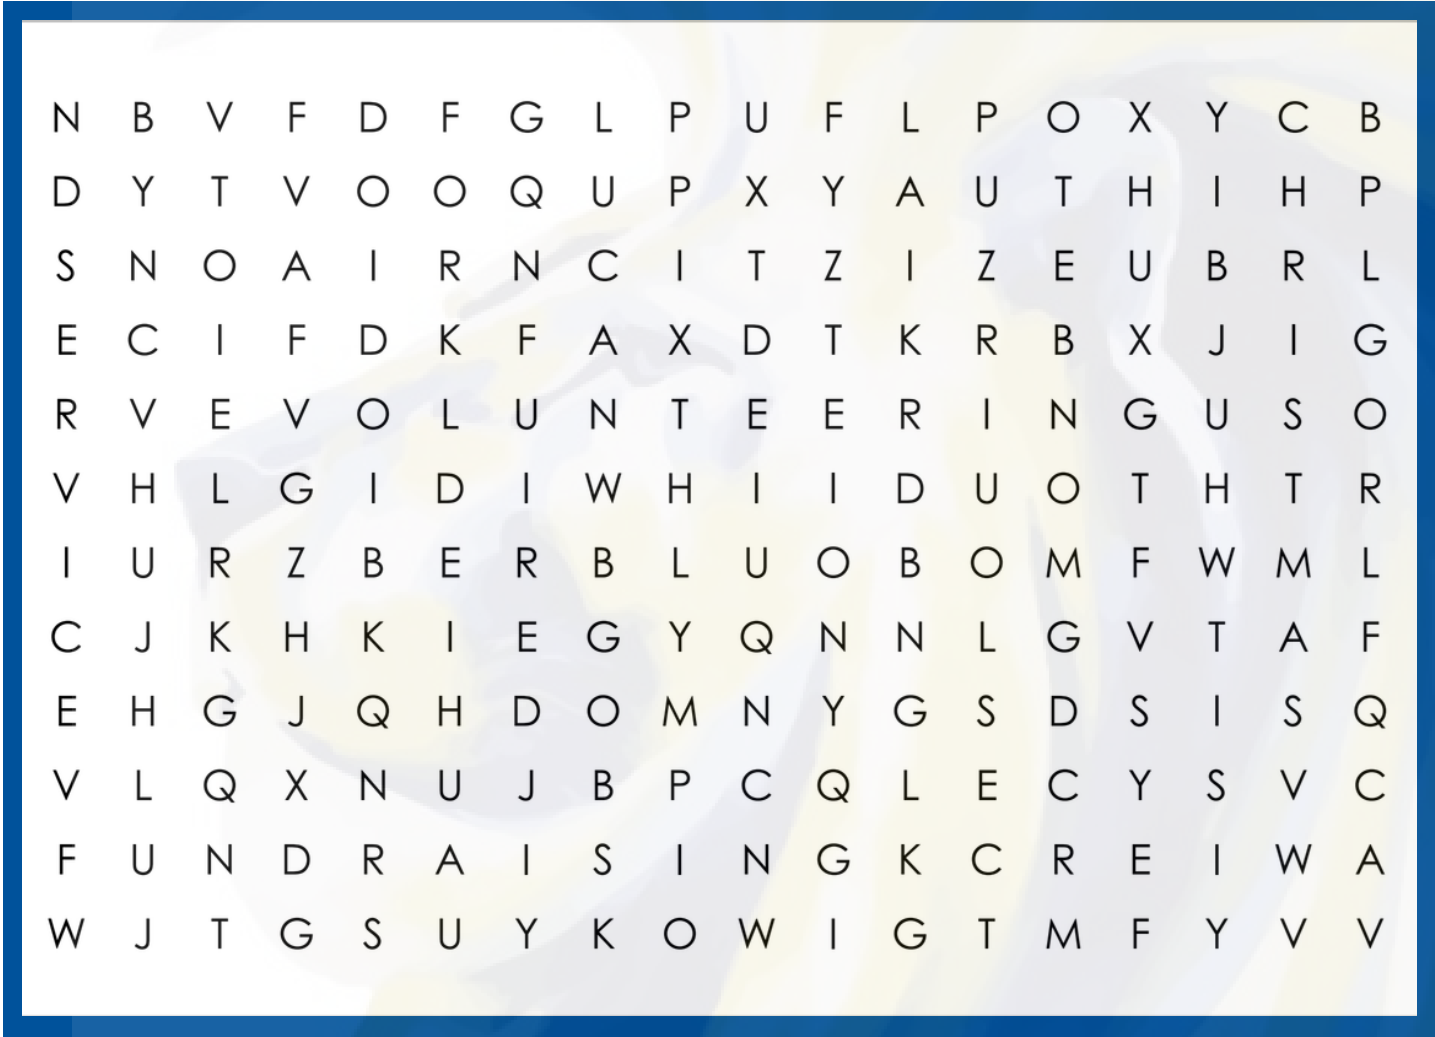 N B V F D F G L P U F L P O X Y C B
D Y T V O O Q U P X Y A U T H I H P
S N O A I R N C I T Z I Z E U B R L
E C I F D K F A X D T K R B X J I G
R V E V O L U N T E E R I N G U S O
V H L G I D I W H I I D U O T H T R
I U R Z B E R B L U O B O M F W M L
C J K H K I E G Y Q N N L G V T A F
E H G J Q H D O M N Y G S D S I S Q
V L Q X N U J B P C Q L E C Y S V C
F U N D R A I S I N G K C R E I W A
W J T G S U Y K O W I G T M F Y V V